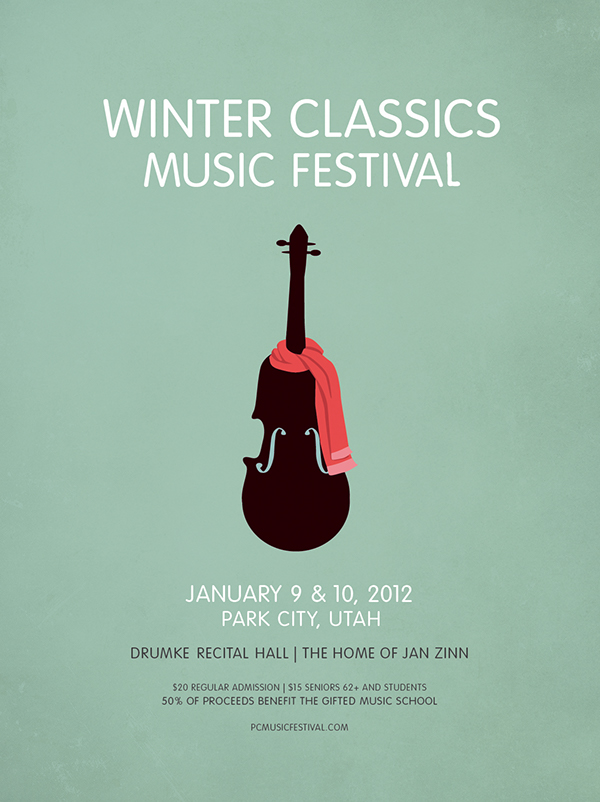 WINTER CLASSICS
MUSIC FESTIVAL
JANUARY 9 & 10, 2012
PARK CITY, UTAH
DRUMKE RECITAL HALL | THE HOME OF JAN ZINN
$20 REGULAR ADMISSION | $15 SENIORS 62+ AND STUDENTS
50% OF PROCEEDS BENEFIT THE GIFTED MUSIC SCHOOL
PCMUSICFESTIVAL.COM